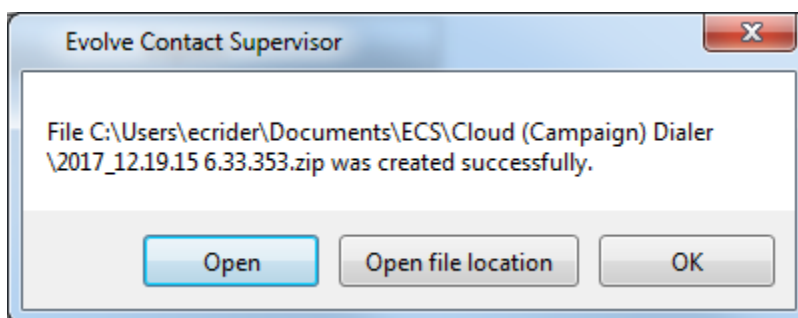 Evolve Contact Supervisor
File C:\Users\ecrider\Documents\ECS\Cloud (Campaign) Dialer
\2017_12.19.15 6.33.353.zip was created successfully.
Open
Open file location
OK